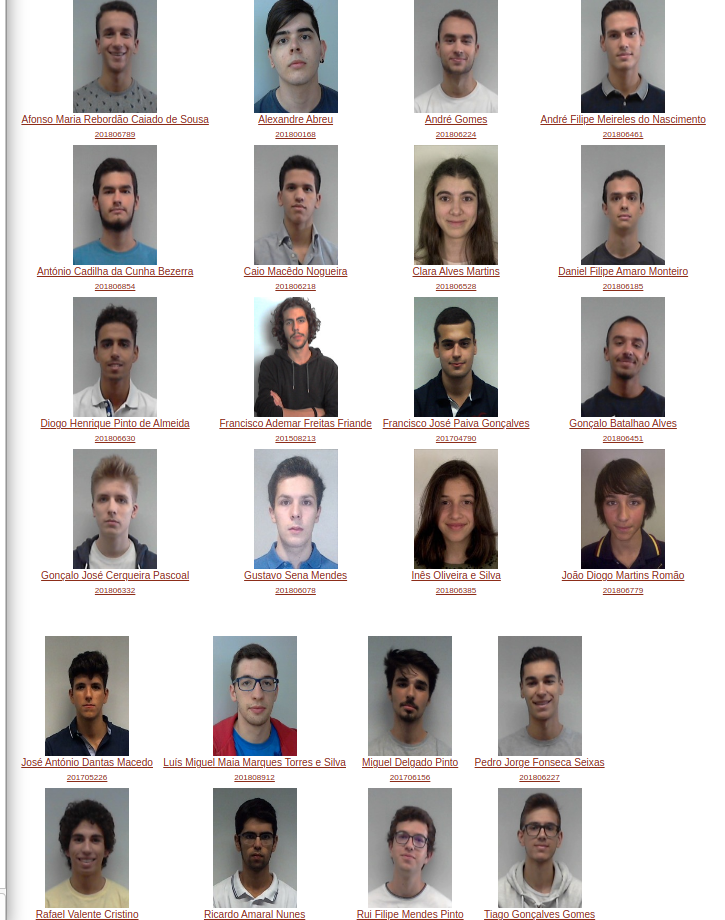 Afonso Maria Rebordão Caiado de Sousa Alexandre Abreu André Gomes André Filipe Meireles do Nascimento
201806789 201800168 201806224 201806461
António Cadilha da Cunha Bezerra Caio Macêdo Nogueira Clara Alves Martins Daniel Filipe Amaro Monteiro
201806854 201806218 201806528 201806185
Diogo Henrique Pinto de Almeida Francisco Ademar Freitas Friande Francisco José Paiva Gonçalves Gonçalo Batalhao Alves
201806630 201508213 201704790 201806451
Gonçalo José Cerqueira Pascoal Gustavo Sena Mendes Inês Oliveira e Silva João Diogo Martins Romão
201806332 201806078 201806385 201806779
José António Dantas Macedo Luís Miguel Maia Marques Torres e Silva Miguel Delgado Pinto Pedro Jorge Fonseca Seixas
201705226 201808912 201706156 201806227
Rafael Valente Cristino Ricardo Amaral Nunes Rui Filipe Mendes Pinto Tiago Gonçalves Gomes